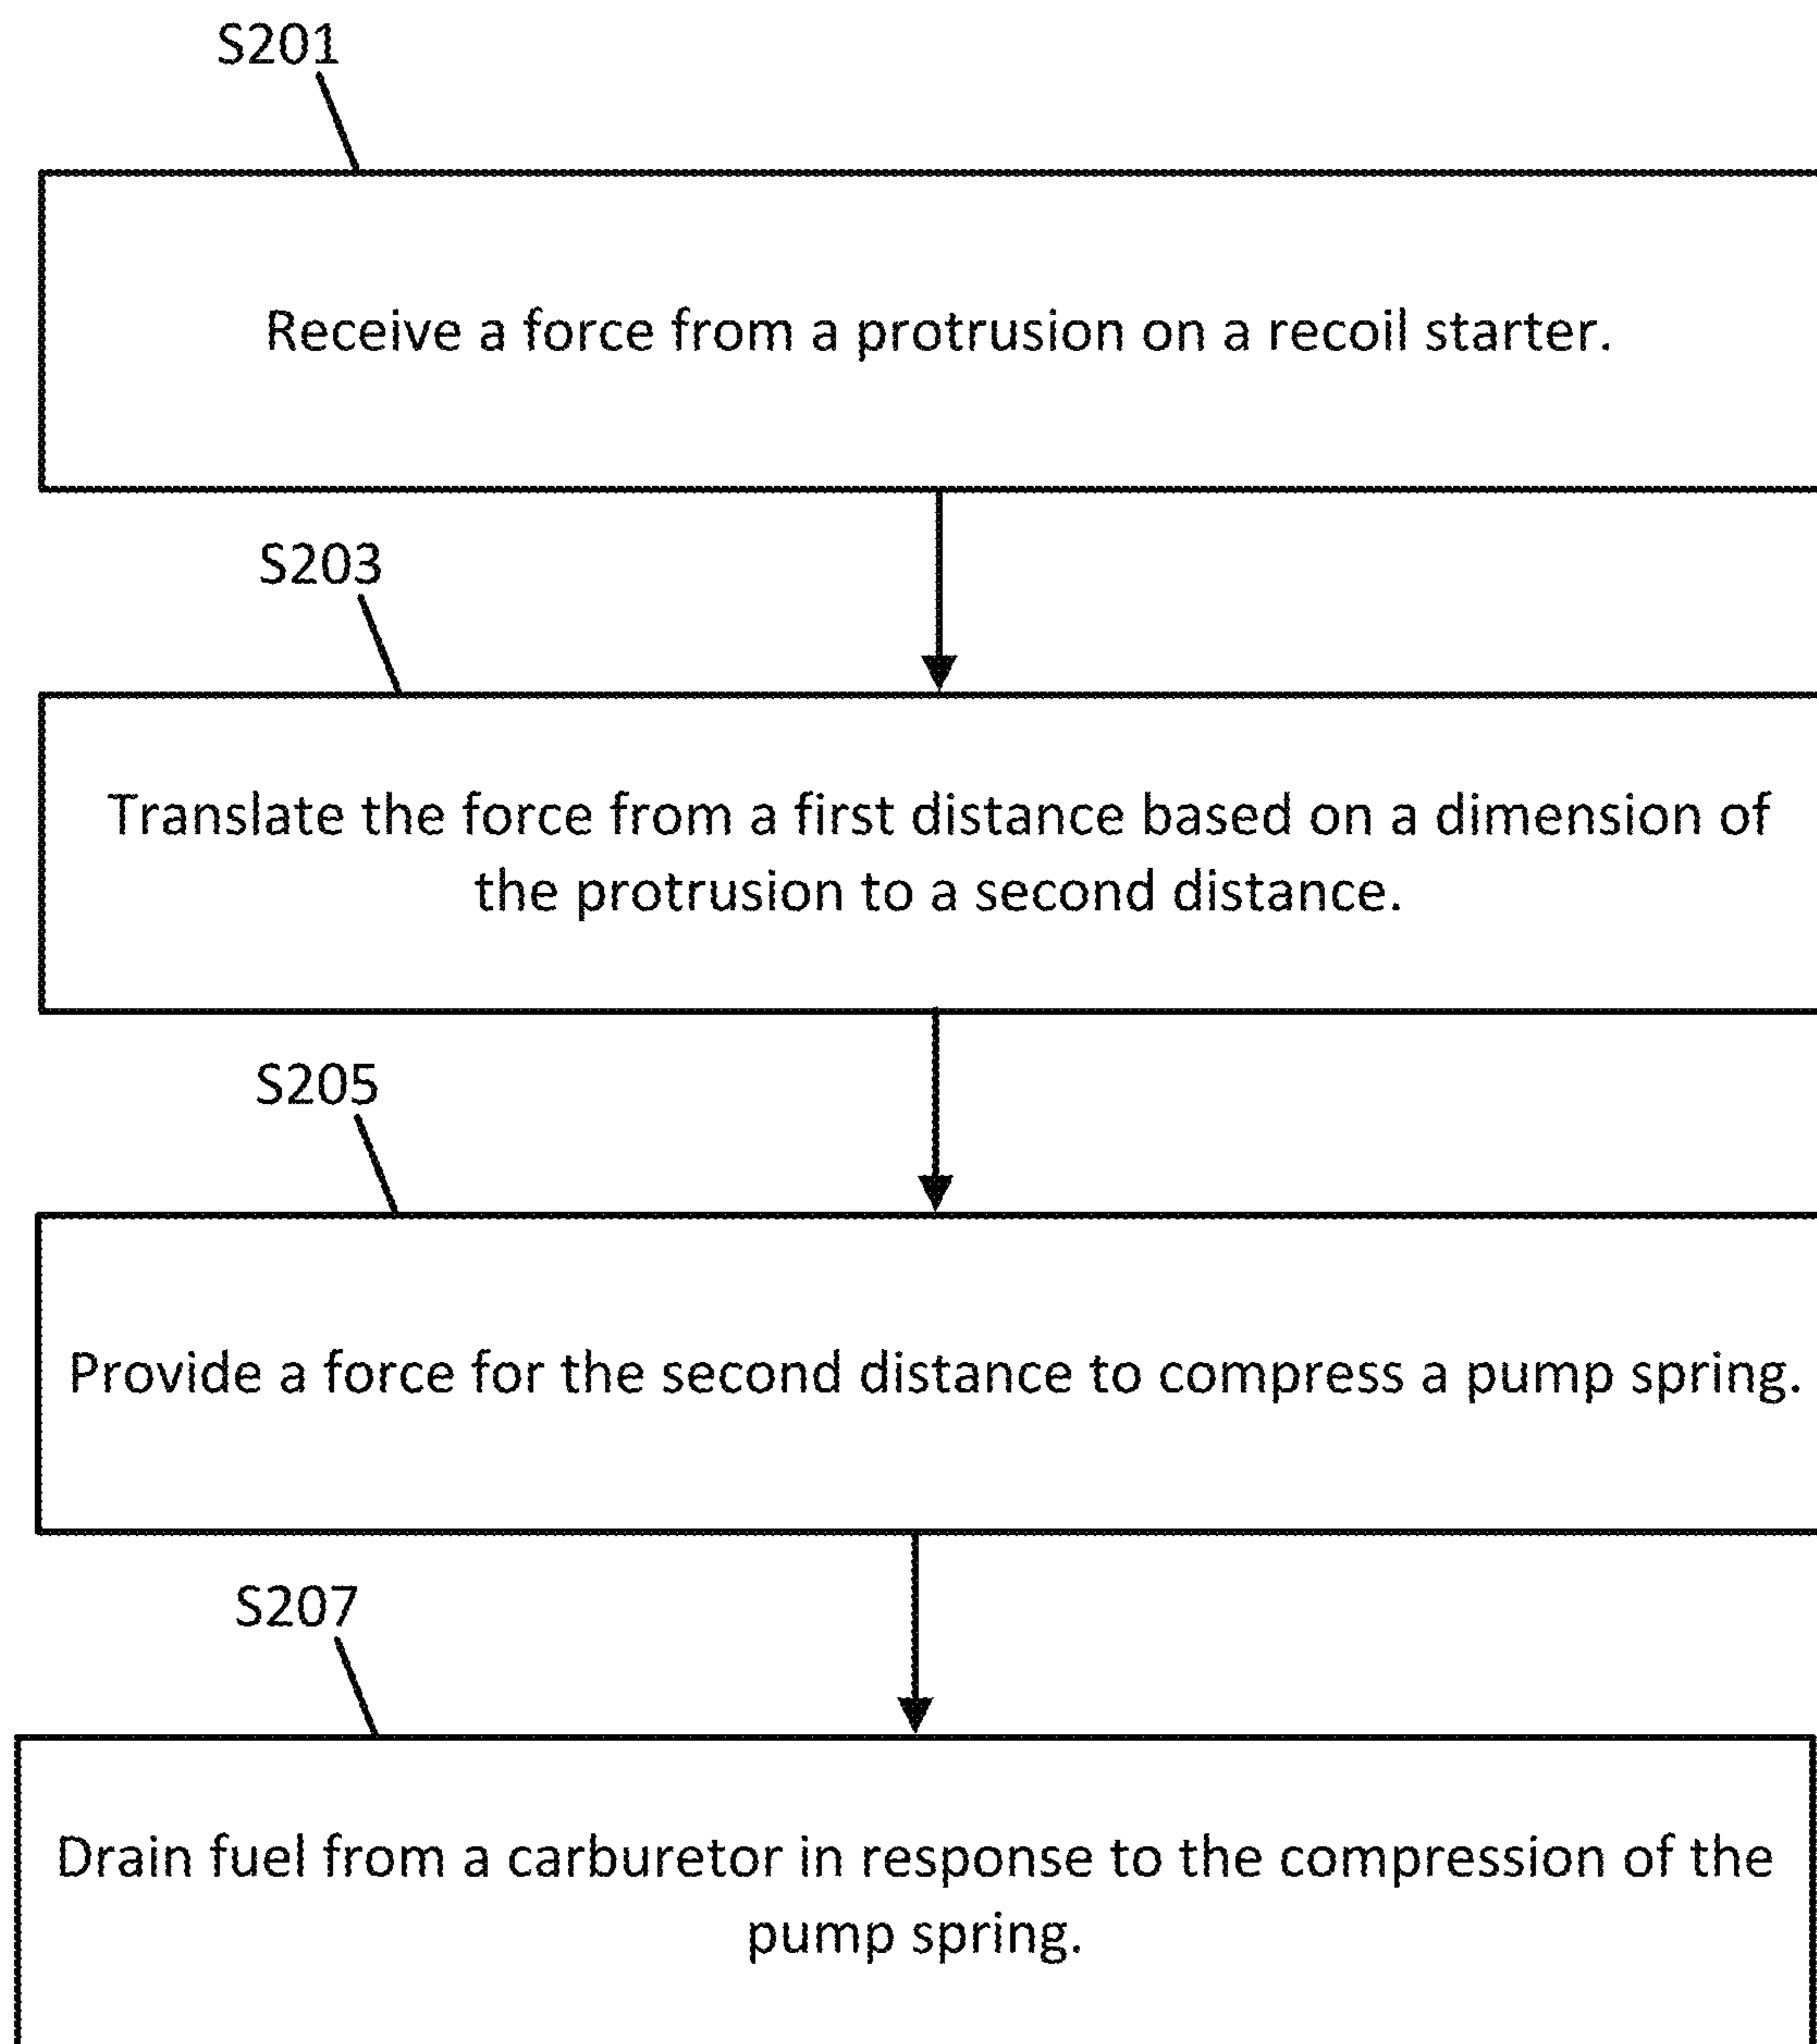 S201
Receive a force from a protrusion on a recoil starter.
S203
Translate the force from a first distance based on a dimension of
the protrusion to a second distance.
S205
Provide a force for the second distance to compress a pump spring.
S207
Drain fuel from a carburetor in response to the compression of the
pump spring.